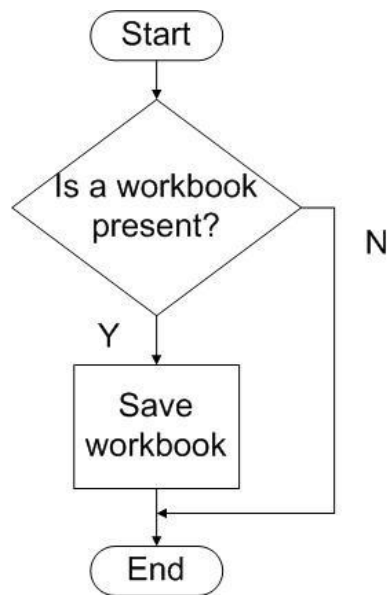 Start
Is a workbook
present?
N
Y
Save
workbook
End